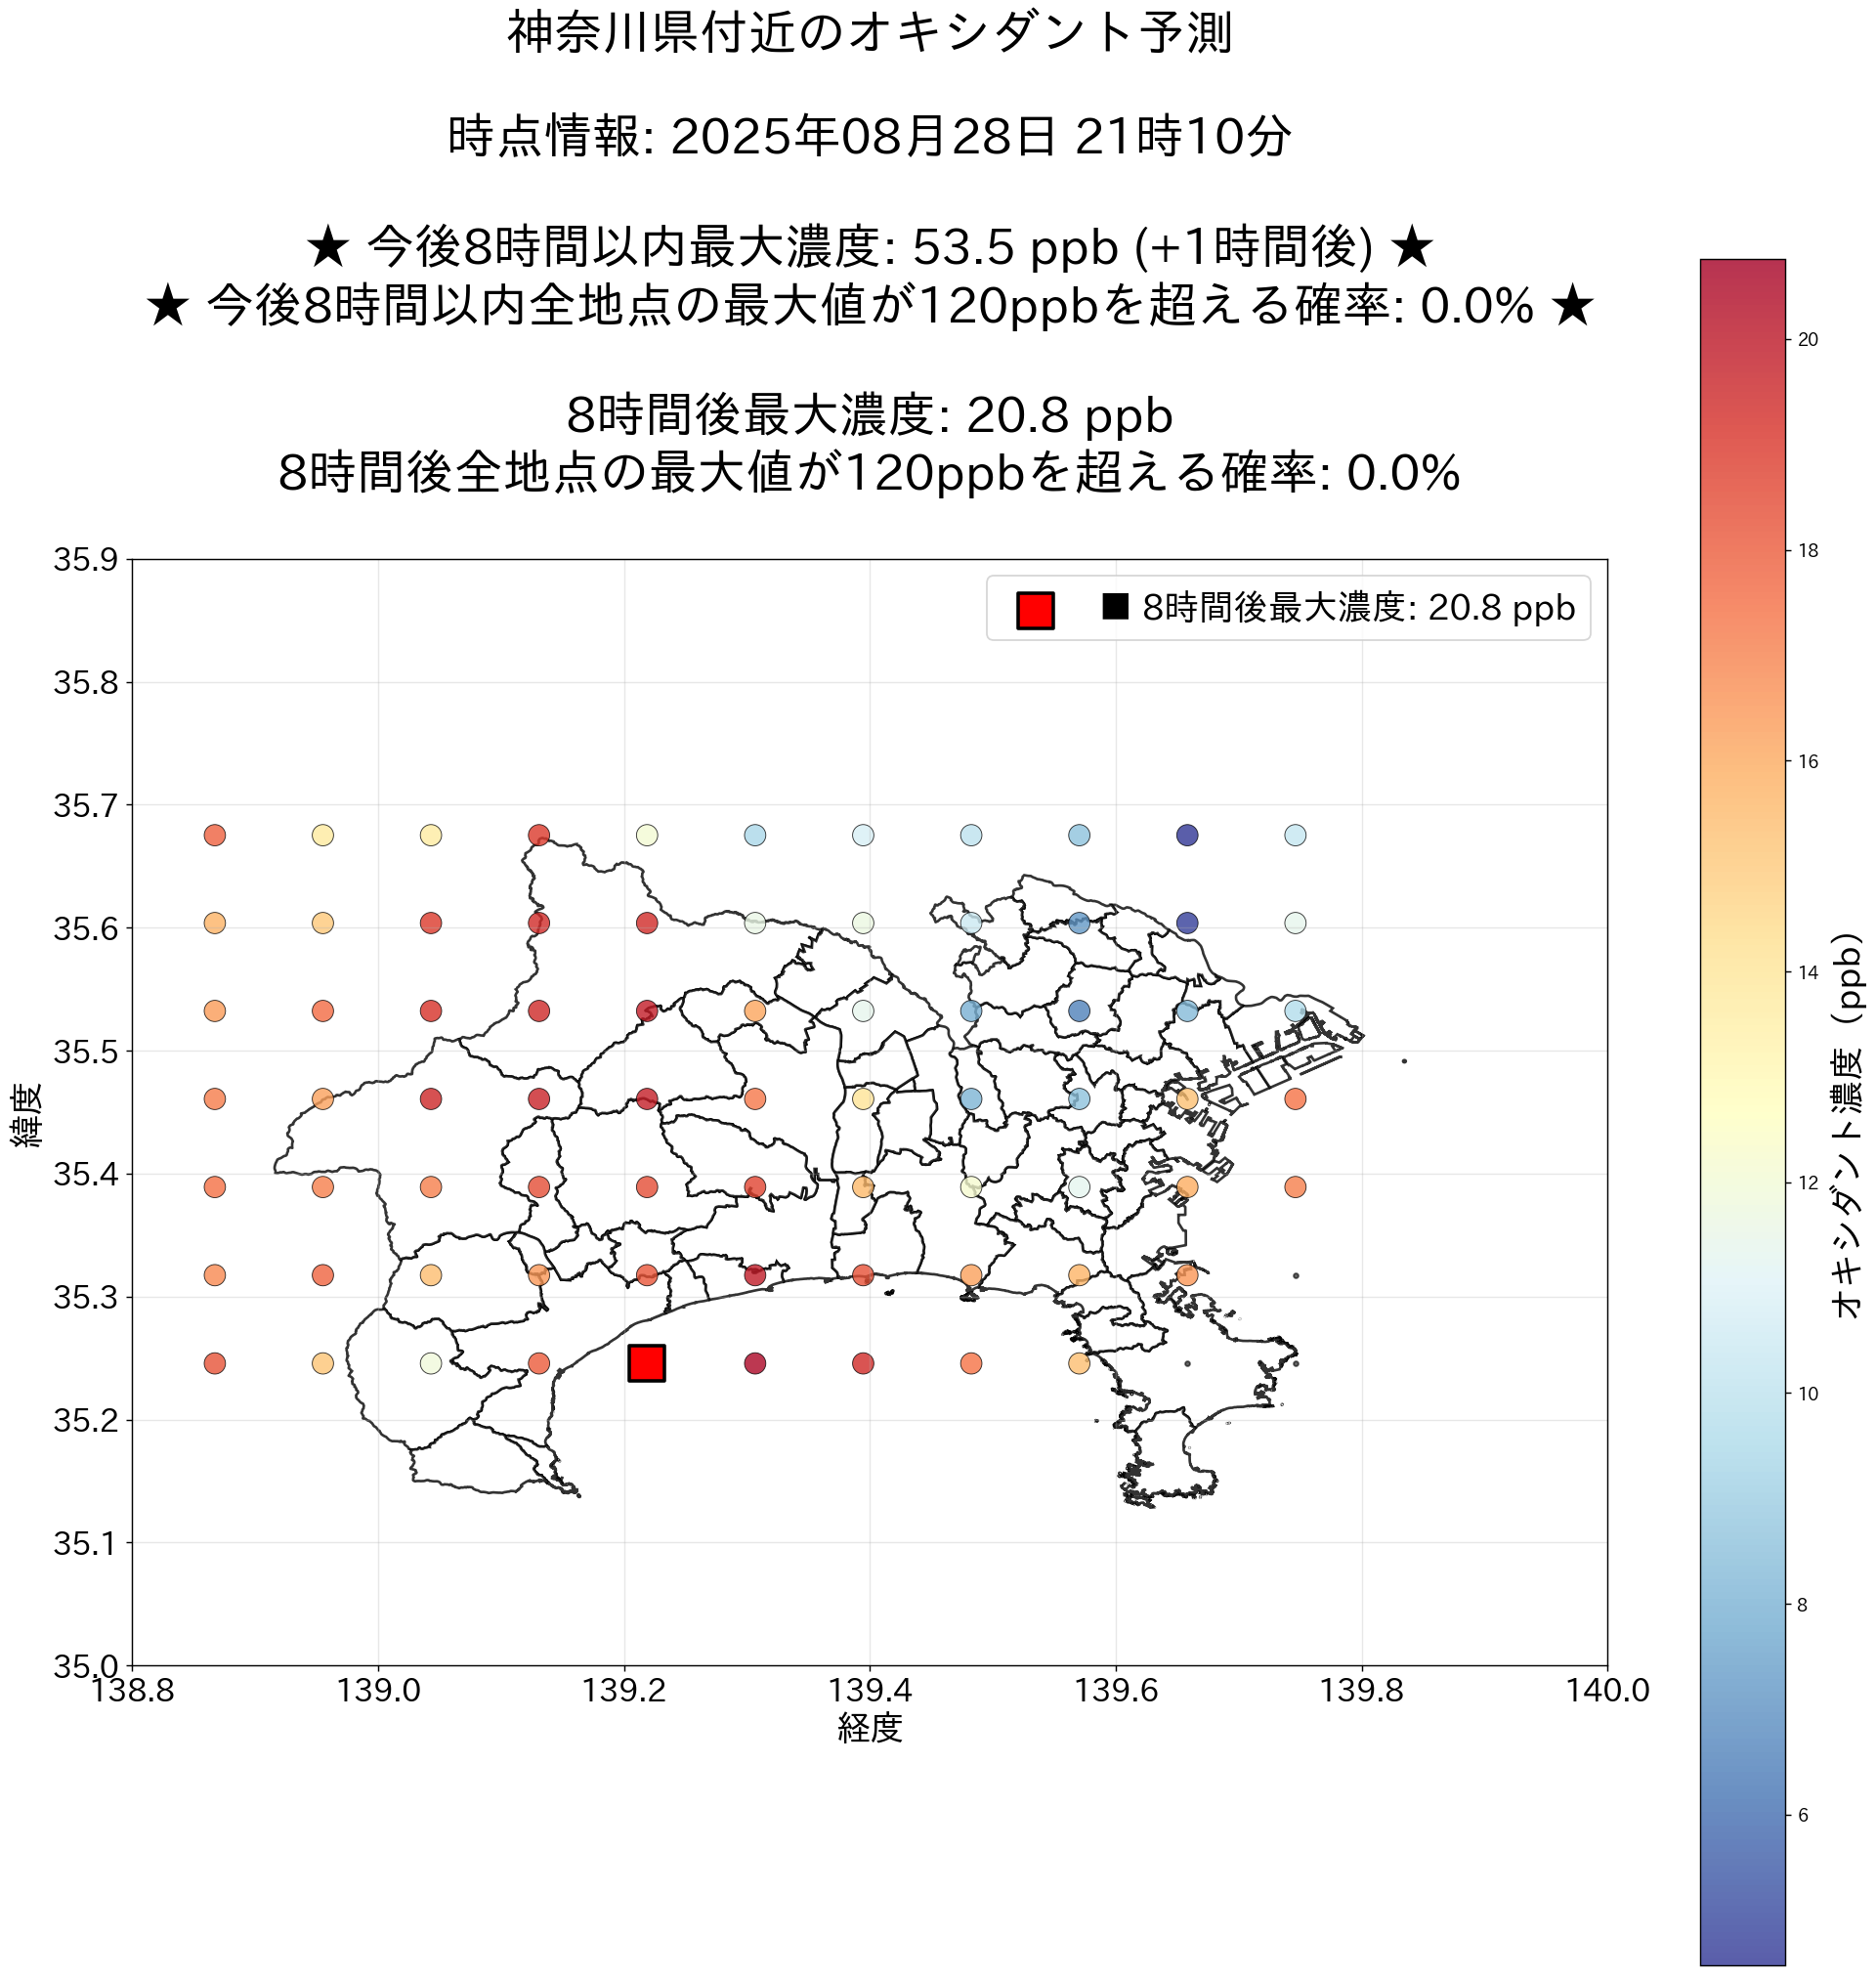 神奈川県付近のオキシダント予測
時点情報: 2025年08月28日 21時10分
★ 今後8時間以内最大濃度: 53.5 ppb (+1時間後) ★
★ 今後8時間以内全地点の最大値が120ppbを超える確率: 0.0% ★
8時間後最大濃度: 20.8 ppb
8時間後全地点の最大値が120ppbを超える確率: 0.0%
■ 8時間後最大濃度: 20.8 ppb
35.9
35.8
35.7
35.6
35.5
35.4
35.3
35.2
35.1
35.0
緯度
138.8 139.0 139.2 139.4 139.6 139.8 140.0
経度
20
18
16
14
12
10
8
6
オキシダント濃度（ppb）